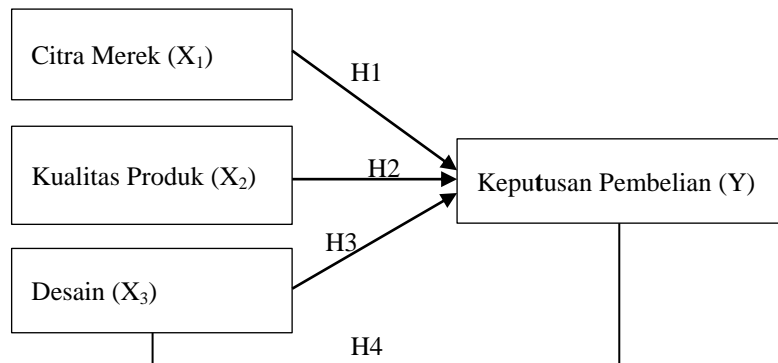 Citra Merek (X₁)
H1
Kualitas Produk (X₂)
H2
Keputusan Pembelian (Y)
H3
Desain (X₃)
H4